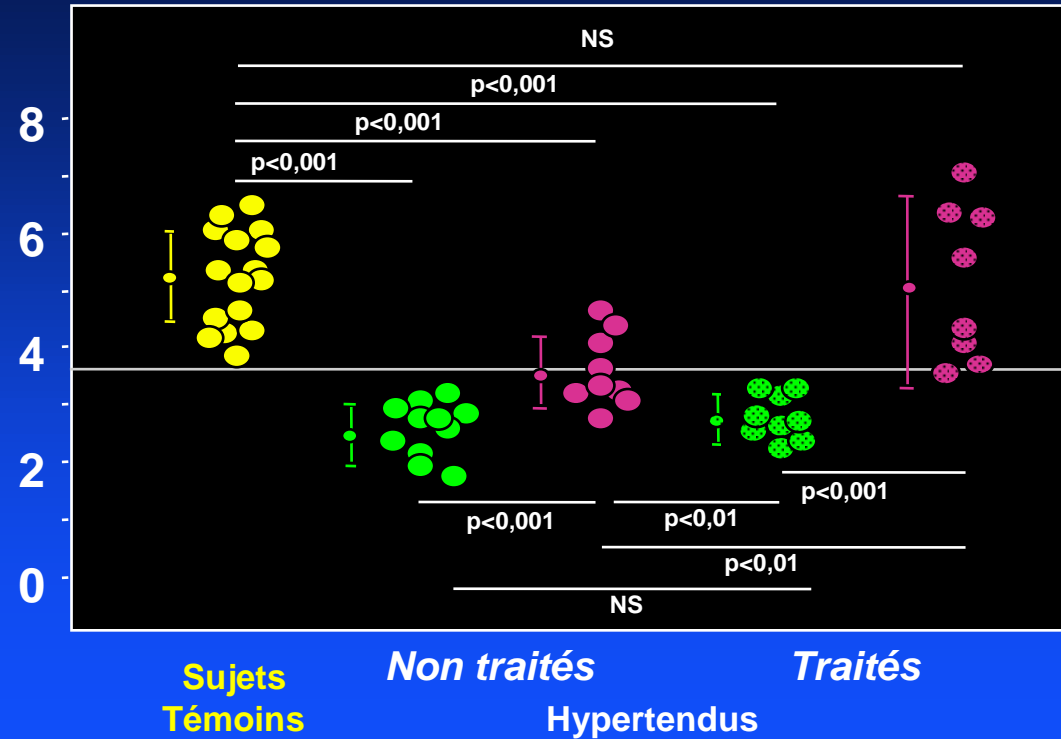 NS
p<0,001
p<0,001
p<0,001
8
6
4
2
0
p<0,001
p<0,001
p<0,01
p<0,01
NS
Non traités
Traités
Sujets
Témoins
Hypertendus